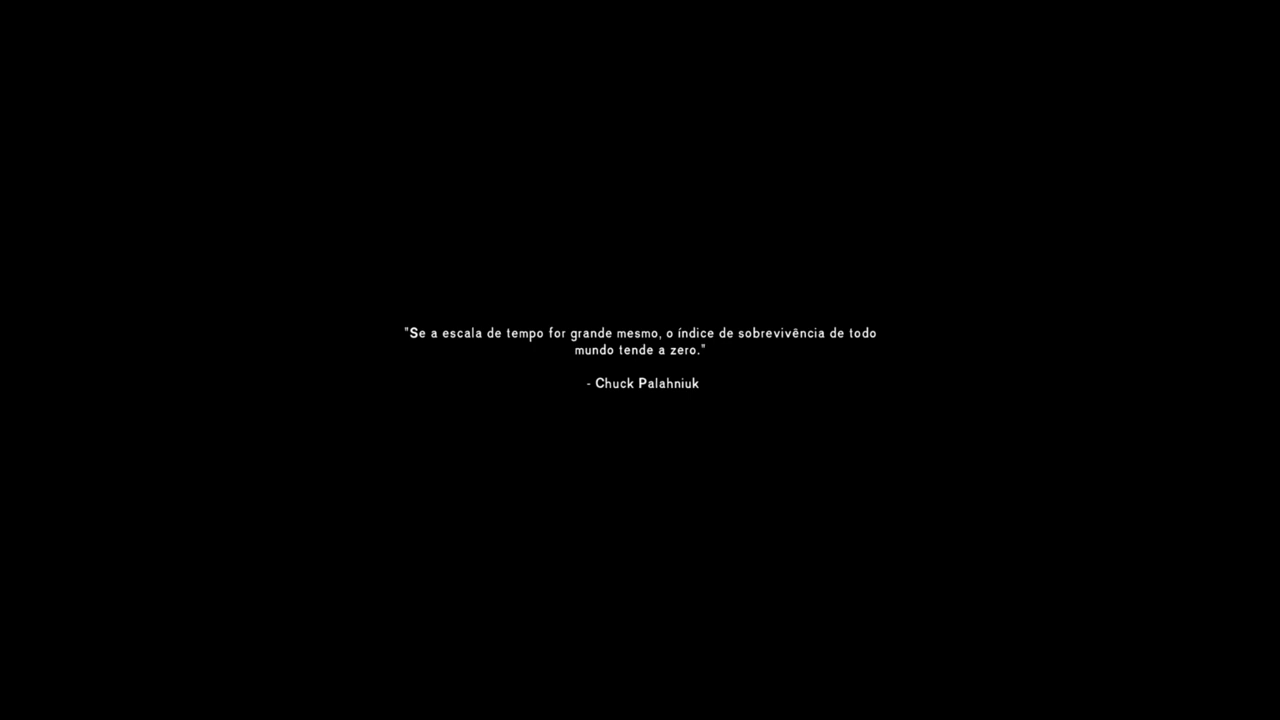 "Se a escala de tempo for grande mesmo, o índice de sobrevivência de todo
mundo tende a zero."
- Chuck Palahniuk